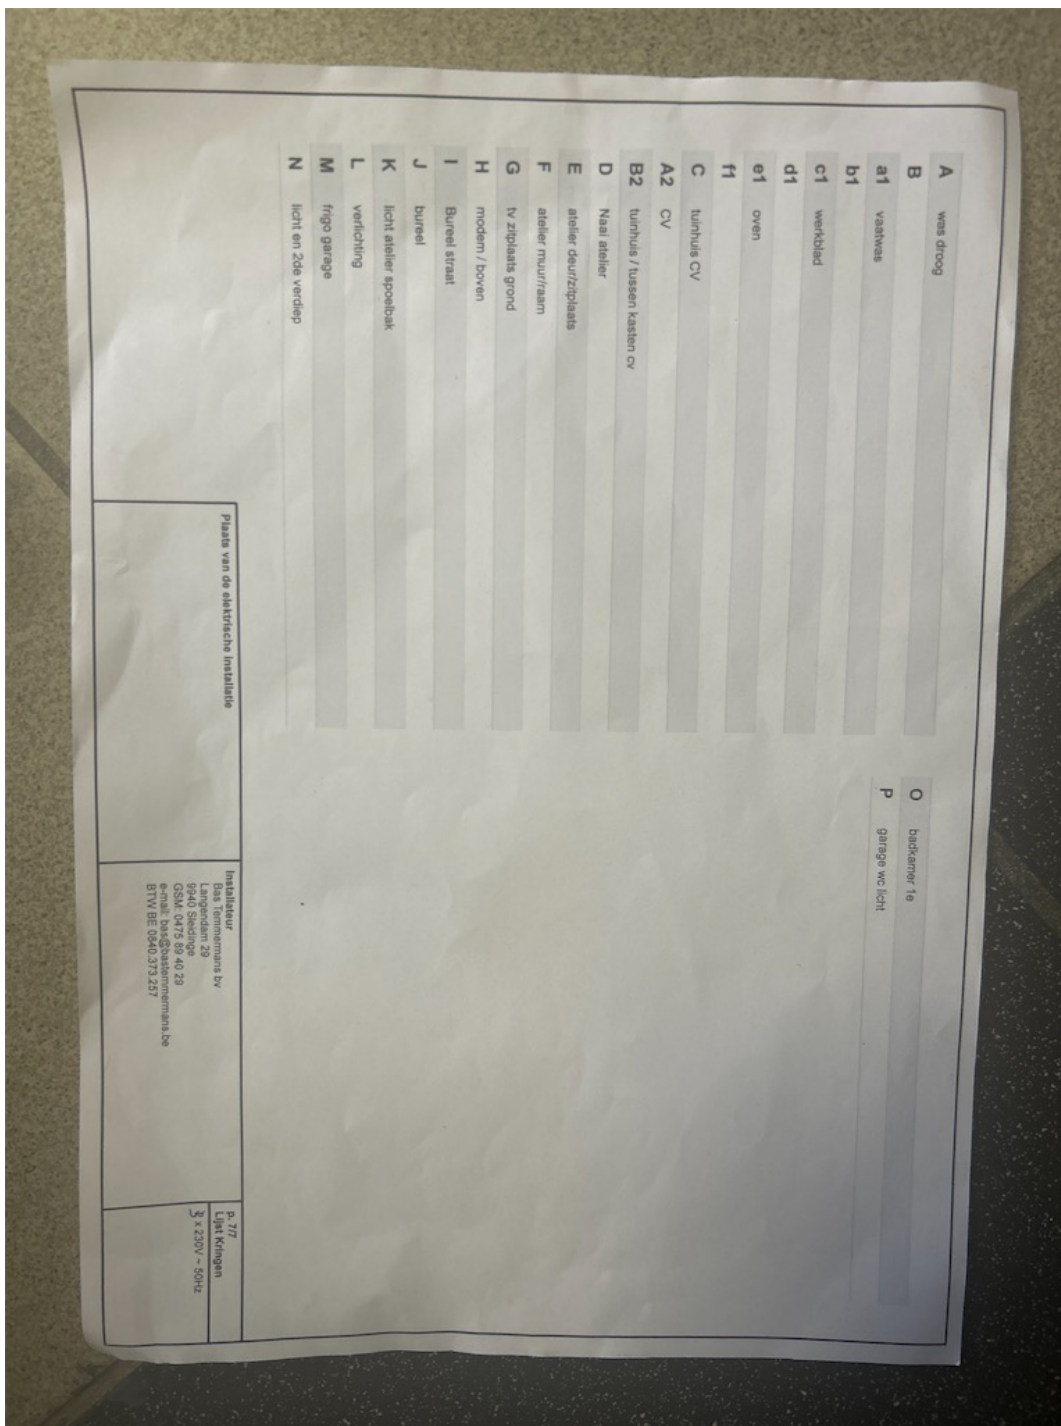 A was droog
B
a1 vaatwas
b1
c1 werkblad
d1
e1 oven
f1
C tuinhuis CV
A2 CV
B2 tuinhuis / tussen kasten cv
D Naai atelier
E atelier deur/zitplaats
F atelier muur/raam
G tv zitplaats grond
H modem / boven
I Bureel straat
J bureel
K licht atelier spoelbak
L verlichting
M frigo garage
N licht en 2de verdiep
O badkamer 1e
P garage wc licht
Plaats van de elektrische installatie
Installateur
Bas Temmermans bv
Langendam 29
9940 Sleidinge
GSM: 0475 89 40 29
e-mail: bas@bastemmermans.be
BTW BE 0840.373.257
p. 7/7
Lijst Kringen
3 x 230V ~ 50Hz